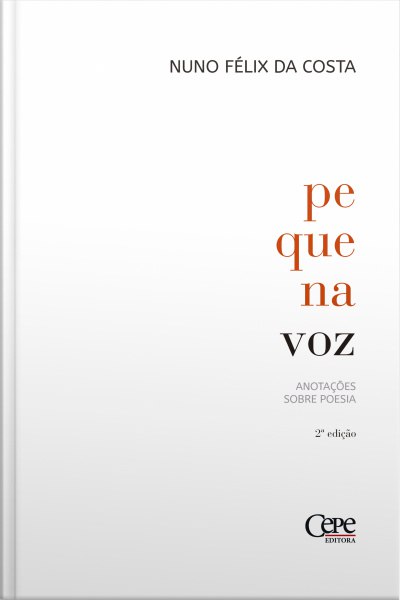 NUNO FÉLIX DA COSTA
pe
que
na
voz
ANOTAÇÕES
SOBRE POESIA
2ª edição
Cepe
EDITORA